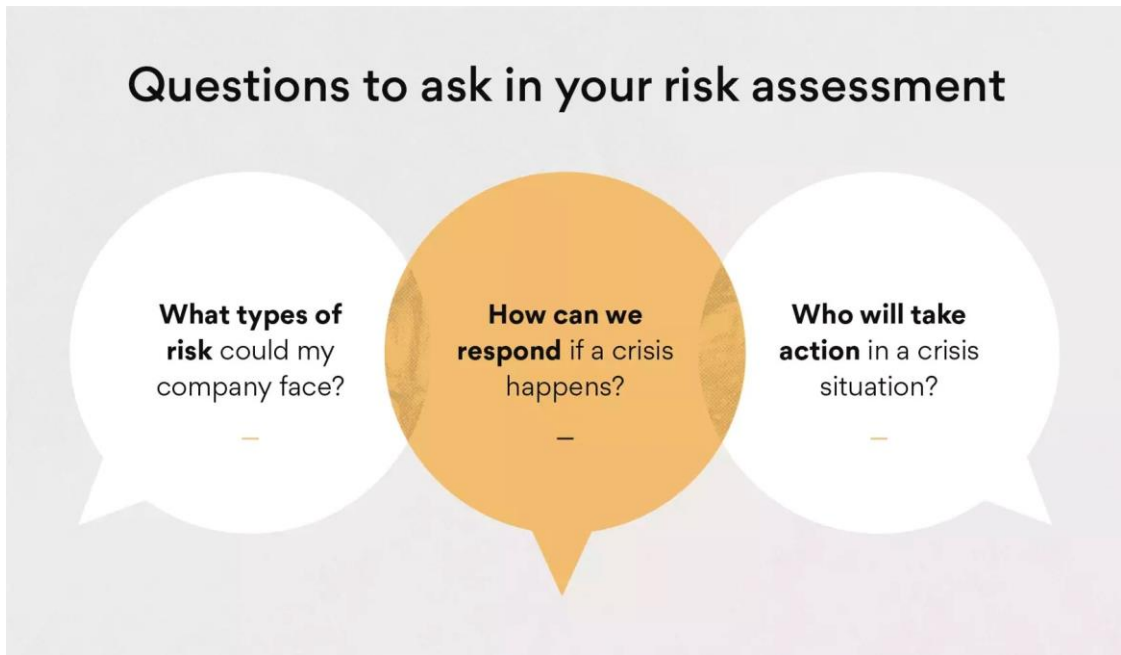 Questions to ask in your risk assessment
What types of
risk could my
company face?
How can we
respond if a crisis
happens?
Who will take
action in a crisis
situation?